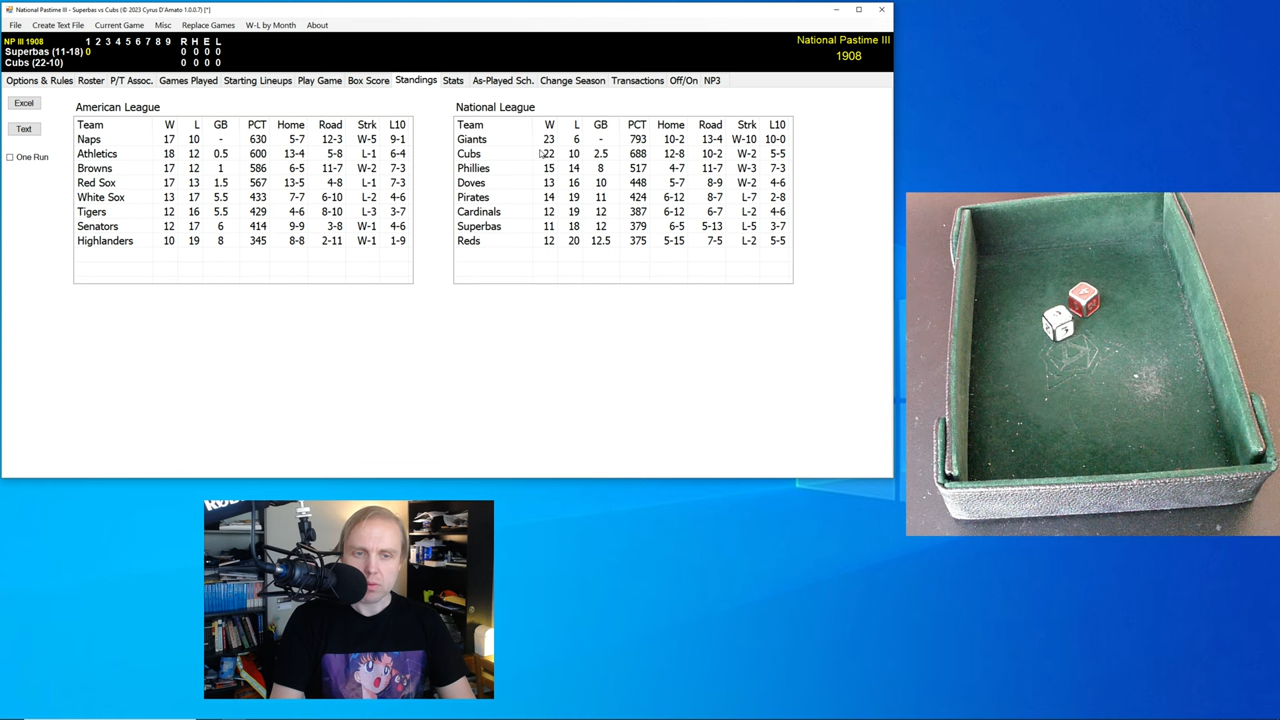 National Pastime III - Superbas vs Cubs (© 2023 Cyrus D'Amato 1.0.0.7) [*]
File Create Text File Current Game Misc Replace Games W-L by Month About
NP III 1908 1 2 3 4 5 6 7 8 9 R H E L
Superbas (11-18) 0 0 0 0 0
Cubs (22-10) 0 0 0 0
National Pastime III
1908
Options & Rules Roster P/T Assoc. Games Played Starting Lineups Play Game Box Score Standings Stats As-Played Sch. Change Season Transactions Off/On NP3
Excel
Text
One Run
American League
Team W L GB PCT Home Road Strk L10
Naps 17 10 - 630 5-7 12-3 W-5 9-1
Athletics 18 12 0.5 600 13-4 5-8 L-1 6-4
Browns 17 12 1 586 6-5 11-7 W-2 7-3
Red Sox 17 13 1.5 567 13-5 4-8 L-1 7-3
White Sox 13 17 5.5 433 7-7 6-10 L-2 4-6
Tigers 12 16 5.5 429 4-6 8-10 L-3 3-7
Senators 12 17 6 414 9-9 3-8 W-1 4-6
Highlanders 10 19 8 345 8-8 2-11 W-1 1-9
National League
Team W L GB PCT Home Road Strk L10
Giants 23 6 - 793 10-2 13-4 W-10 10-0
Cubs 22 10 2.5 688 12-8 10-2 W-2 5-5
Phillies 15 14 8 517 4-7 11-7 W-3 7-3
Doves 13 16 10 448 5-7 8-9 W-2 4-6
Pirates 14 19 11 424 6-12 8-7 L-7 2-8
Cardinals 12 19 12 387 6-12 6-7 L-2 4-6
Superbas 11 18 12 379 6-5 5-13 L-5 3-7
Reds 12 20 12.5 375 5-15 7-5 L-2 5-5